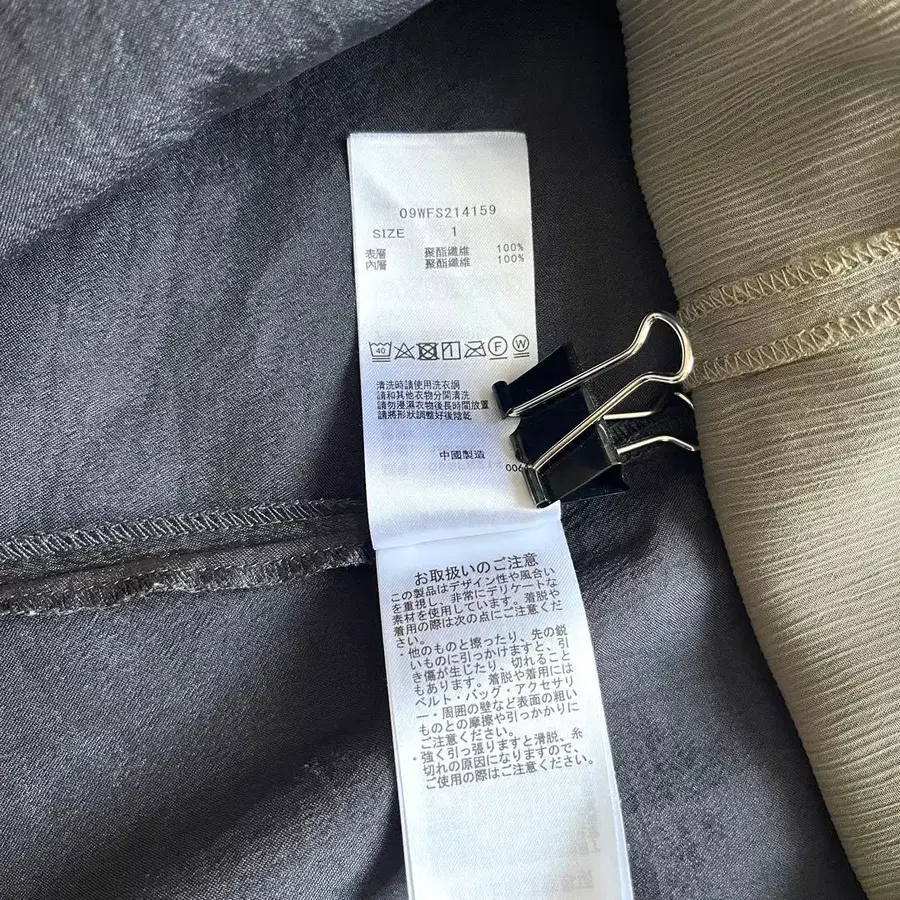 09WFS214159
SIZE 1
表層 聚酯纖維 100%
內層 聚酯纖維 100%
40 F W
清洗時請使用洗衣網
請和其他衣物分開清洗
請勿浸濕衣物後長時間放置
請將形狀調整好後陰乾
中國製造
006
お取扱いのご注意
この製品はデザイン性や風合い
を重視し、非常にデリケートな
素材を使用しています。着脱や
着用の際は次の点にご注意くだ
さい。
・他のものと擦ったり、先の鋭
いものに引っかけますと、引
き傷が生じたり、切れること
もあります。着脱や着用には
ベルト・バッグ・アクセサリ
ー・周囲の壁など表面の粗い
ものとの摩擦や引っかかりに
ご注意ください。
・強く引っ張りますと滑脱、糸
切れの原因になりますので、
ご使用の際はご注意ください。